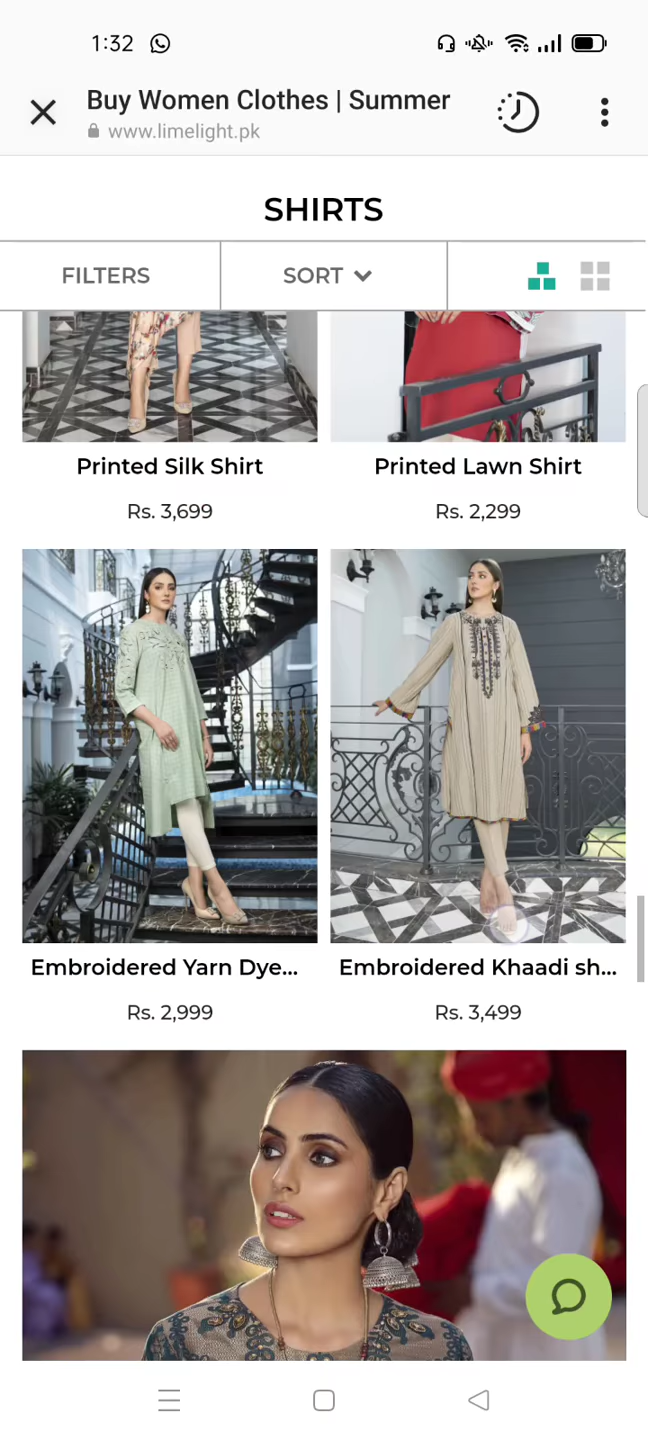 1:32
Buy Women Clothes | Summer
www.limelight.pk
SHIRTS
FILTERS
SORT
Printed Silk Shirt
Printed Lawn Shirt
Rs. 3,699
Rs. 2,299
Embroidered Yarn Dye...
Embroidered Khaadi sh...
Rs. 2,999
Rs. 3,499